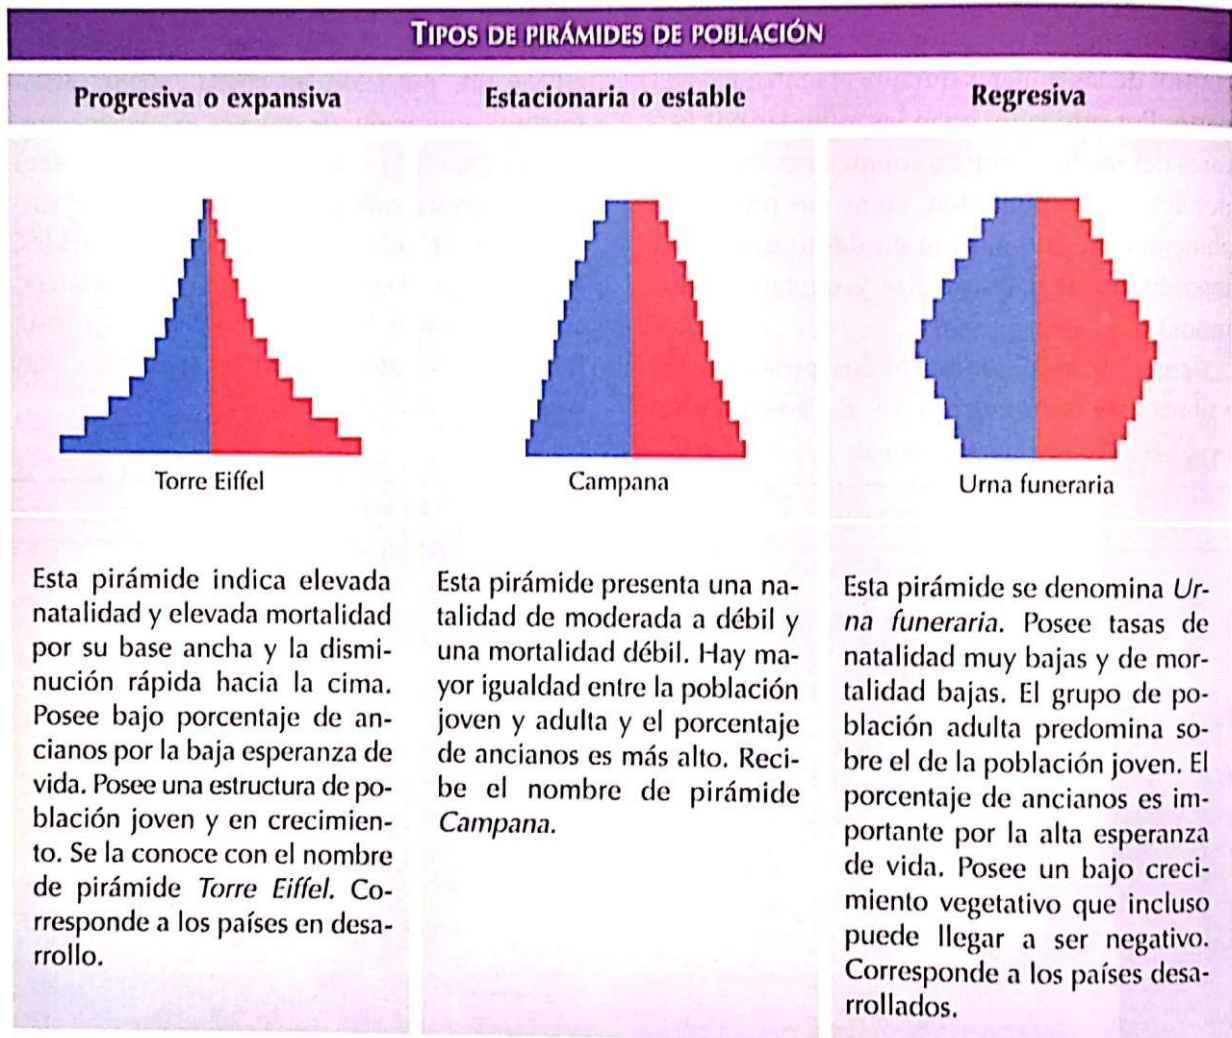 TIPOS DE PIRÁMIDES DE POBLACIÓN
Progresiva o expansiva
Estacionaria o estable
Regresiva
Torre Eiffel
Campana
Urna funeraria
Esta pirámide indica elevada
natalidad y elevada mortalidad
por su base ancha y la dismi-
nución rápida hacia la cima.
Posee bajo porcentaje de an-
cianos por la baja esperanza de
vida. Posee una estructura de po-
blación joven y en crecimien-
to. Se la conoce con el nombre
de pirámide Torre Eiffel. Co-
rresponde a los países en desa-
rrollo.
Esta pirámide presenta una na-
talidad de moderada a débil y
una mortalidad débil. Hay ma-
yor igualdad entre la población
joven y adulta y el porcentaje
de ancianos es más alto. Reci-
be el nombre de pirámide
Campana.
Esta pirámide se denomina Ur-
na funeraria. Posee tasas de
natalidad muy bajas y de mor-
talidad bajas. El grupo de po-
blación adulta predomina so-
bre el de la población joven. El
porcentaje de ancianos es im-
portante por la alta esperanza
de vida. Posee un bajo creci-
miento vegetativo que incluso
puede llegar a ser negativo.
Corresponde a los países desa-
rrollados.